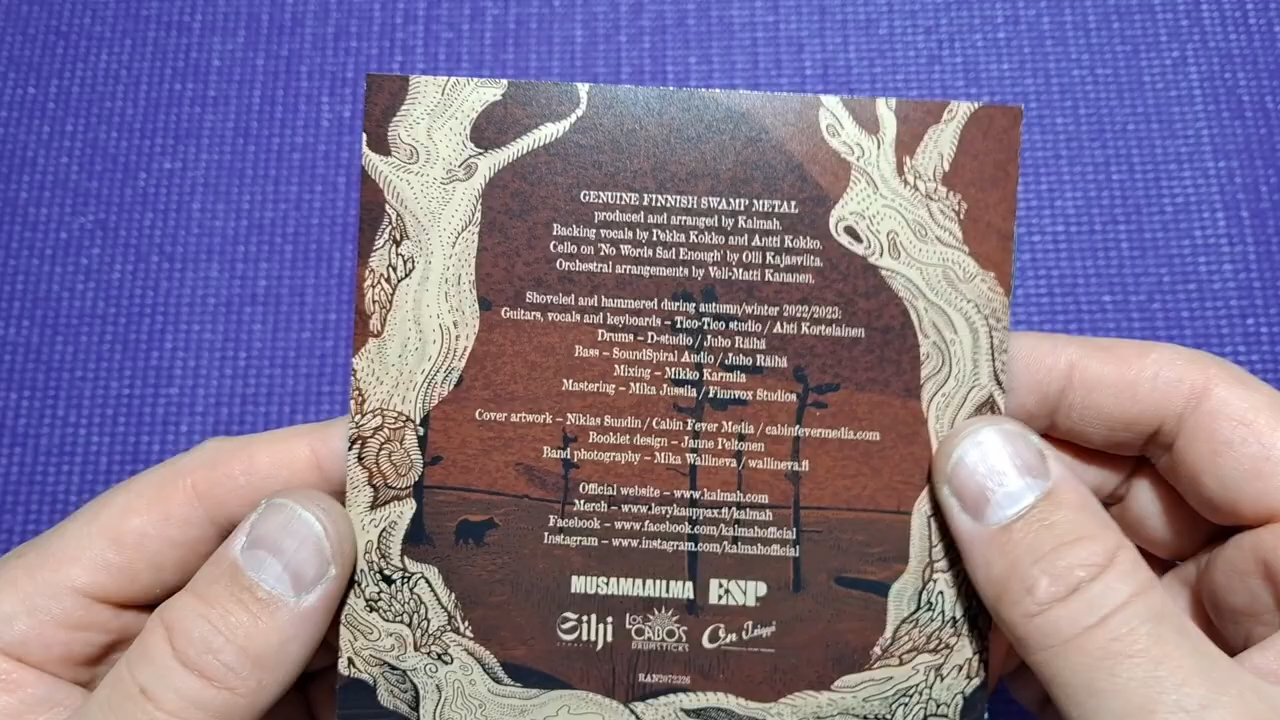 GENUINE FINNISH SWAMP METAL
produced and arranged by Kalmah.
Backing vocals by Pekka Kokko and Antti Kokko.
Cello on 'No Words Sad Enough' by Olli Kajasviita.
Orchestral arrangements by Veli-Matti Kananen.
Shoveled and hammered during autumn/winter 2022/2023:
Guitars, vocals and keyboards – Tico-Tico studio / Ahti Kortelainen
Drums – D-studio / Juho Räihä
Bass – SoundSpiral Audio / Juho Räihä
Mixing – Mikko Karmila
Mastering – Mika Jussila / Finnvox Studios
Cover artwork – Niklas Sundin / Cabin Fever Media / cabinfevermedia.com
Booklet design – Janne Peltonen
Band photography – Mika Wallineva / wallineva.fi
Official website – www.kalmah.com
Merch – www.levykauppax.fi/kalmah
Facebook – www.facebook.com/kalmahofficial
Instagram – www.instagram.com/kalmahofficial
MUSAMAAILMA ESP
Sihi LOS CABOS DRUMSTICKS
RAN2072326